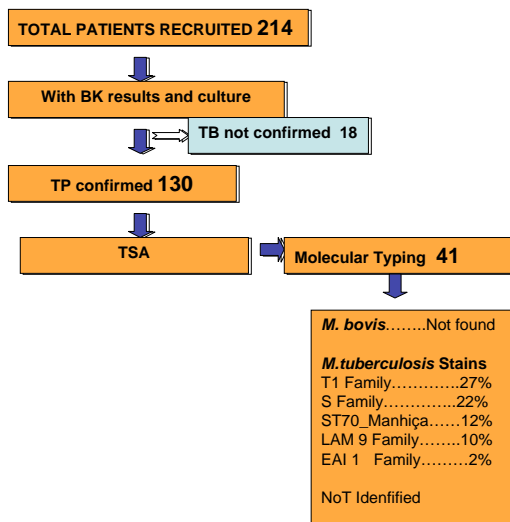 TOTAL PATIENTS RECRUITED 214
With BK results and culture
TB not confirmed 18
TP confirmed 130
TSA
Molecular Typing 41
M. bovis........Not found
M.tuberculosis Stains
T1 Family.............27%
S Family..............22%
ST70_Manhiça......12%
LAM 9 Family........10%
EAI 1 Family.........2%
NoT Idenfified